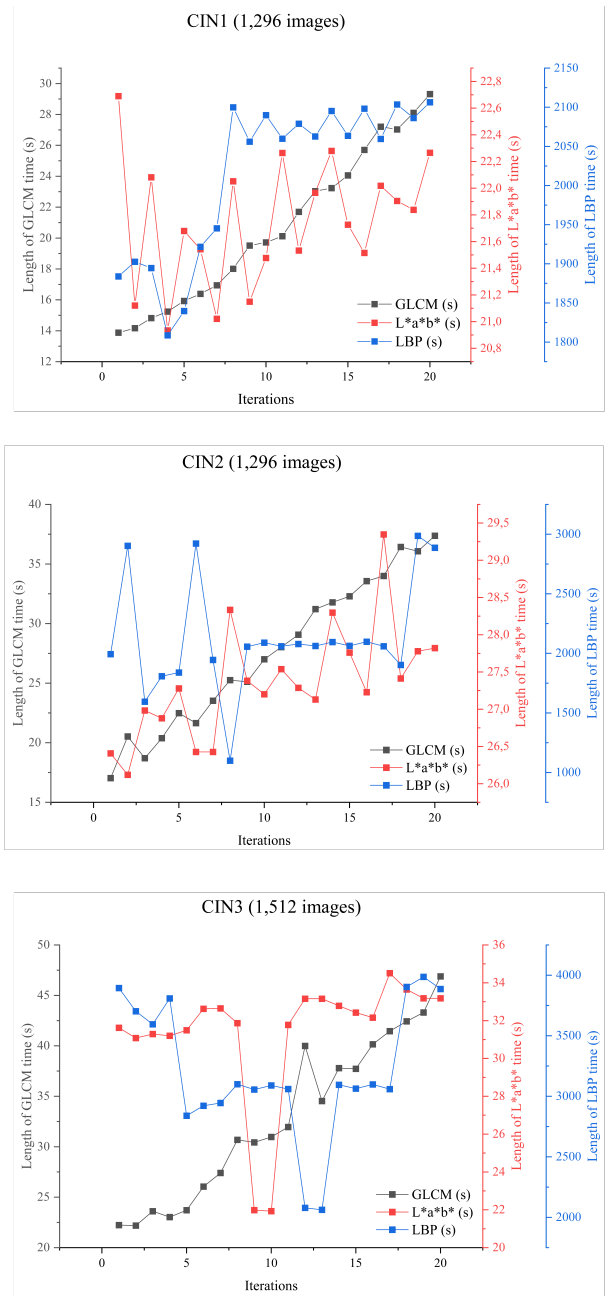 CIN1 (1,296 images)
30
28
26
24
22
20
18
16
14
12
Length of GLCM time (s)
22,8
22,6
22,4
22,2
22,0
21,8
21,6
21,4
21,2
21,0
20,8
Length of L*a*b* time (s)
2150
2100
2050
2000
1950
1900
1850
1800
Length of LBP time (s)
GLCM (s)
L*a*b* (s)
LBP (s)
0 5 10 15 20
Iterations
CIN2 (1,296 images)
40
35
30
25
20
15
Length of GLCM time (s)
29,5
29,0
28,5
28,0
27,5
27,0
26,5
26,0
Length of L*a*b* time (s)
3000
2500
2000
1500
1000
Length of LBP time (s)
GLCM (s)
L*a*b* (s)
LBP (s)
0 5 10 15 20
Iterations
CIN3 (1,512 images)
50
45
40
35
30
25
20
Length of GLCM time (s)
36
34
32
30
28
26
24
22
20
Length of L*a*b* time (s)
4000
3500
3000
2500
2000
Length of LBP time (s)
GLCM (s)
L*a*b* (s)
LBP (s)
0 5 10 15 20
Iterations